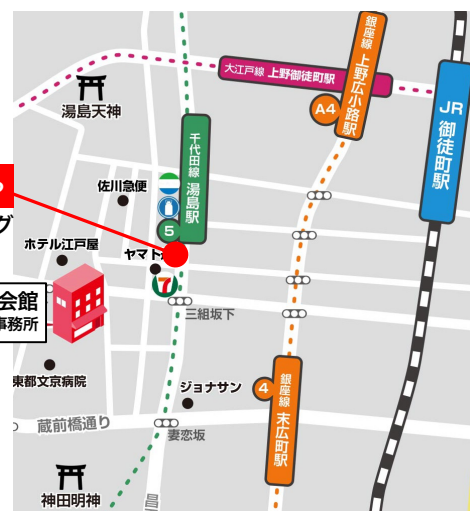 銀座線 上野広小路駅
大江戸線 上野御徒町駅
A4
JR 御徒町駅
湯島天神
千代田線 湯島駅
佐川急便
5
グ
ホテル江戸屋
ヤマト
7
会館
事務所
三組坂下
東都文京病院
ジョナサン
4
銀座線 末広町駅
蔵前橋通り
妻恋坂
神田明神
昌